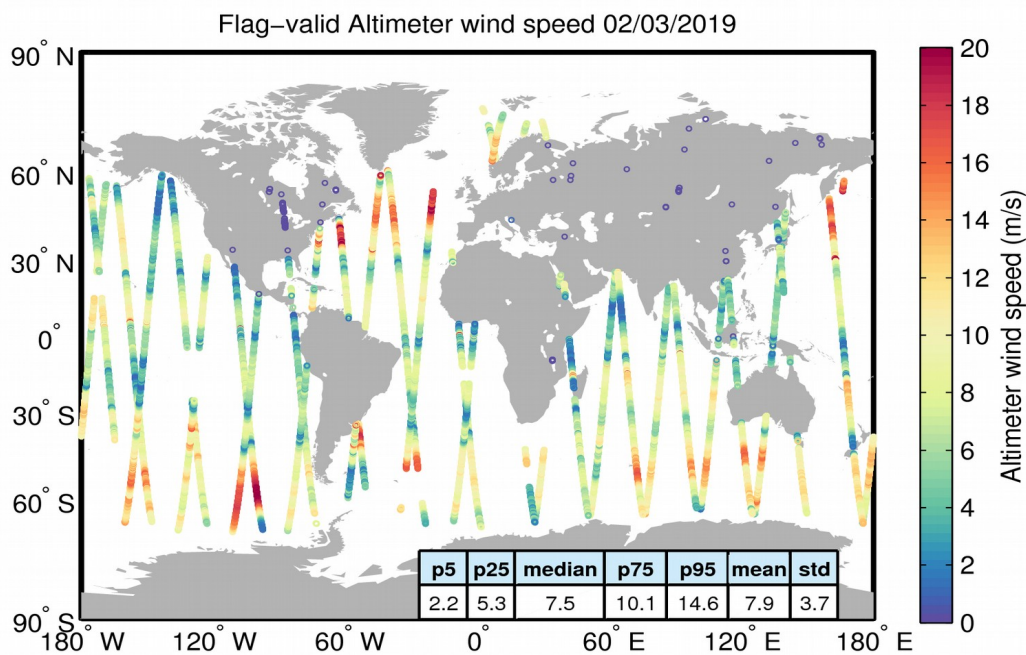 Flag−valid Altimeter wind speed 02/03/2019
90° N
60° N
30° N
0°
30° S
60° S
90° S
180° W
120° W
60° W
0°
60° E
120° E
180° E
p5 p25 median p75 p95 mean std
2.2 5.3 7.5 10.1 14.6 7.9 3.7
20
18
16
14
12
10
8
6
4
2
0
Altimeter wind speed (m/s)